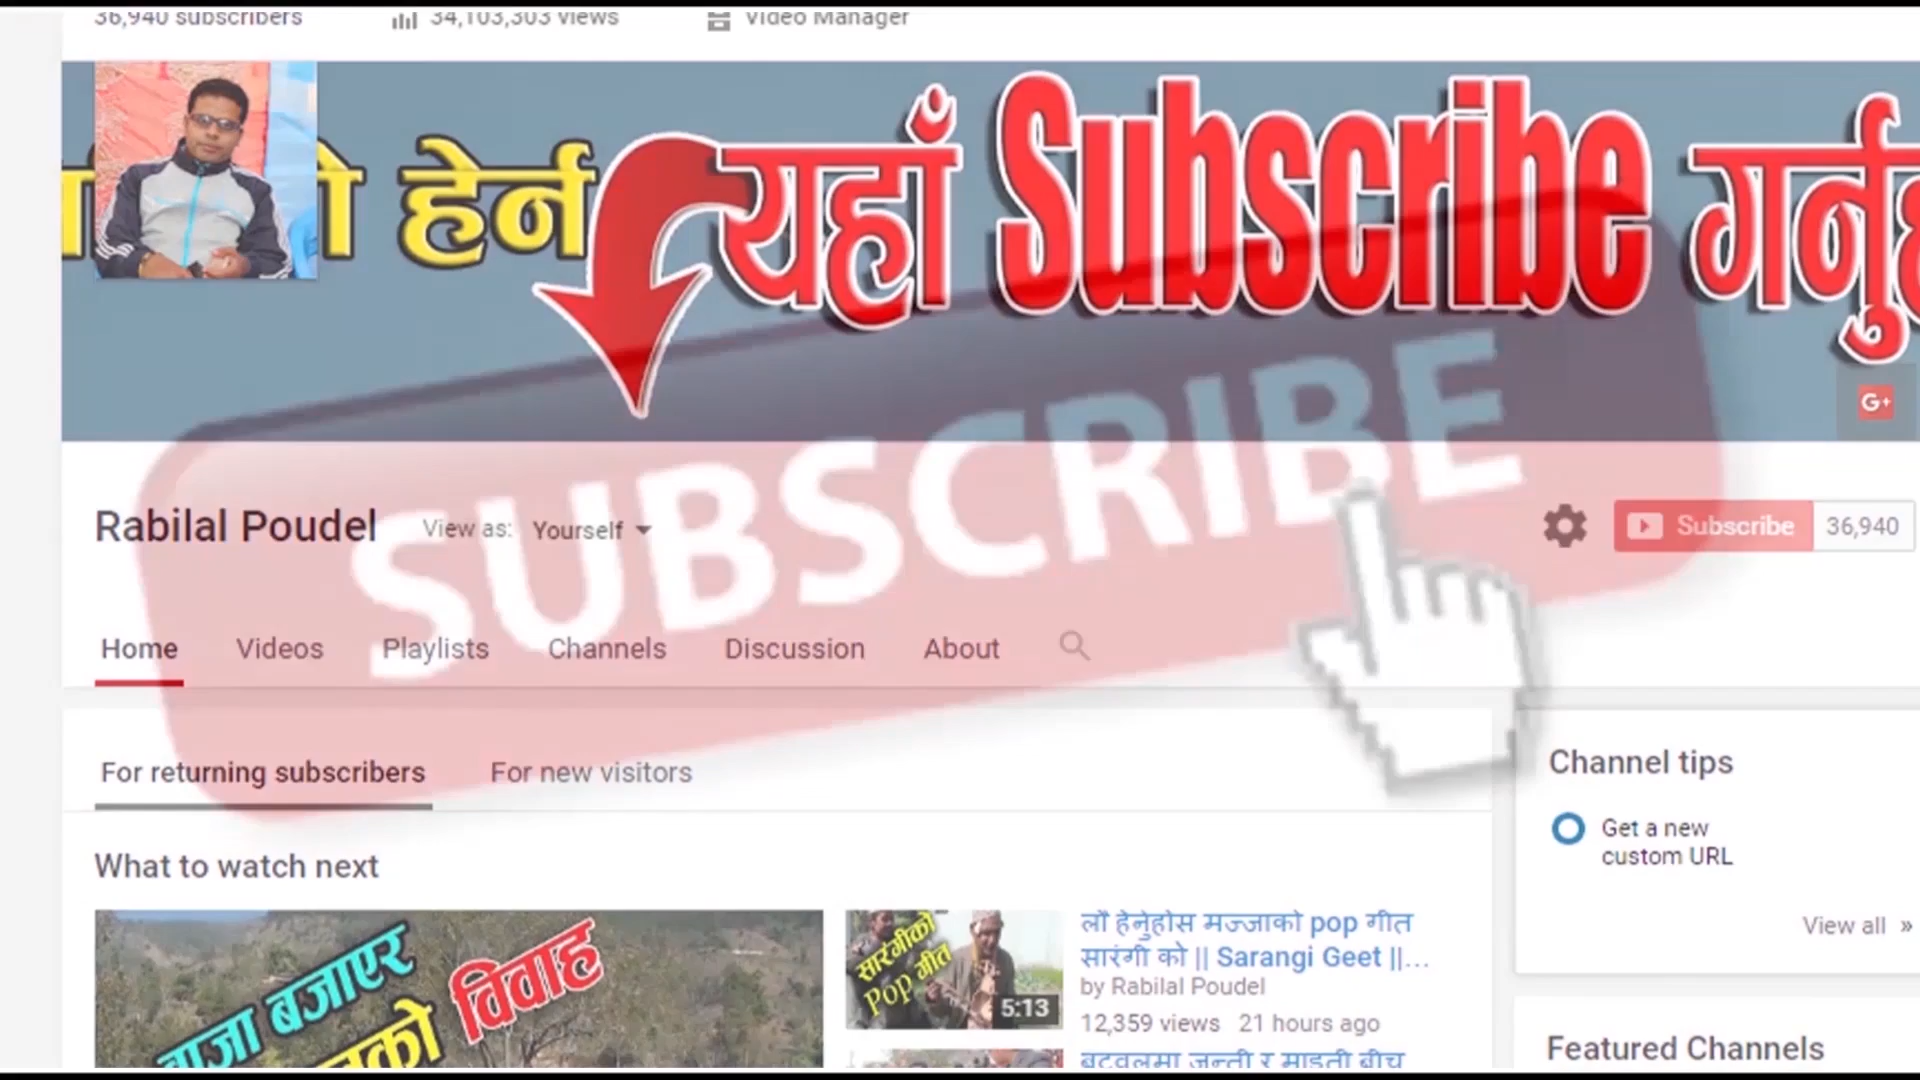 36,940 subscribers 34,103,303 views Video Manager
हेर्न यहाँ Subscribe
G+
SUBSCRIBE
Rabilal Poudel View as: Yourself Subscribe 36,940
Home Videos Playlists Channels Discussion About
For returning subscribers For new visitors
Channel tips
Get a new
custom URL
View all »
What to watch next
बाजा बजाएर
विवाह
सारंगीको
pop गीत
5:13
लौ हेर्नुहोस मज्जाको pop गीत
सारंगी को || Sarangi Geet ||...
by Rabilal Poudel
12,359 views 21 hours ago
बुटवलमा जन्ती र माइती बीच
Featured Channels